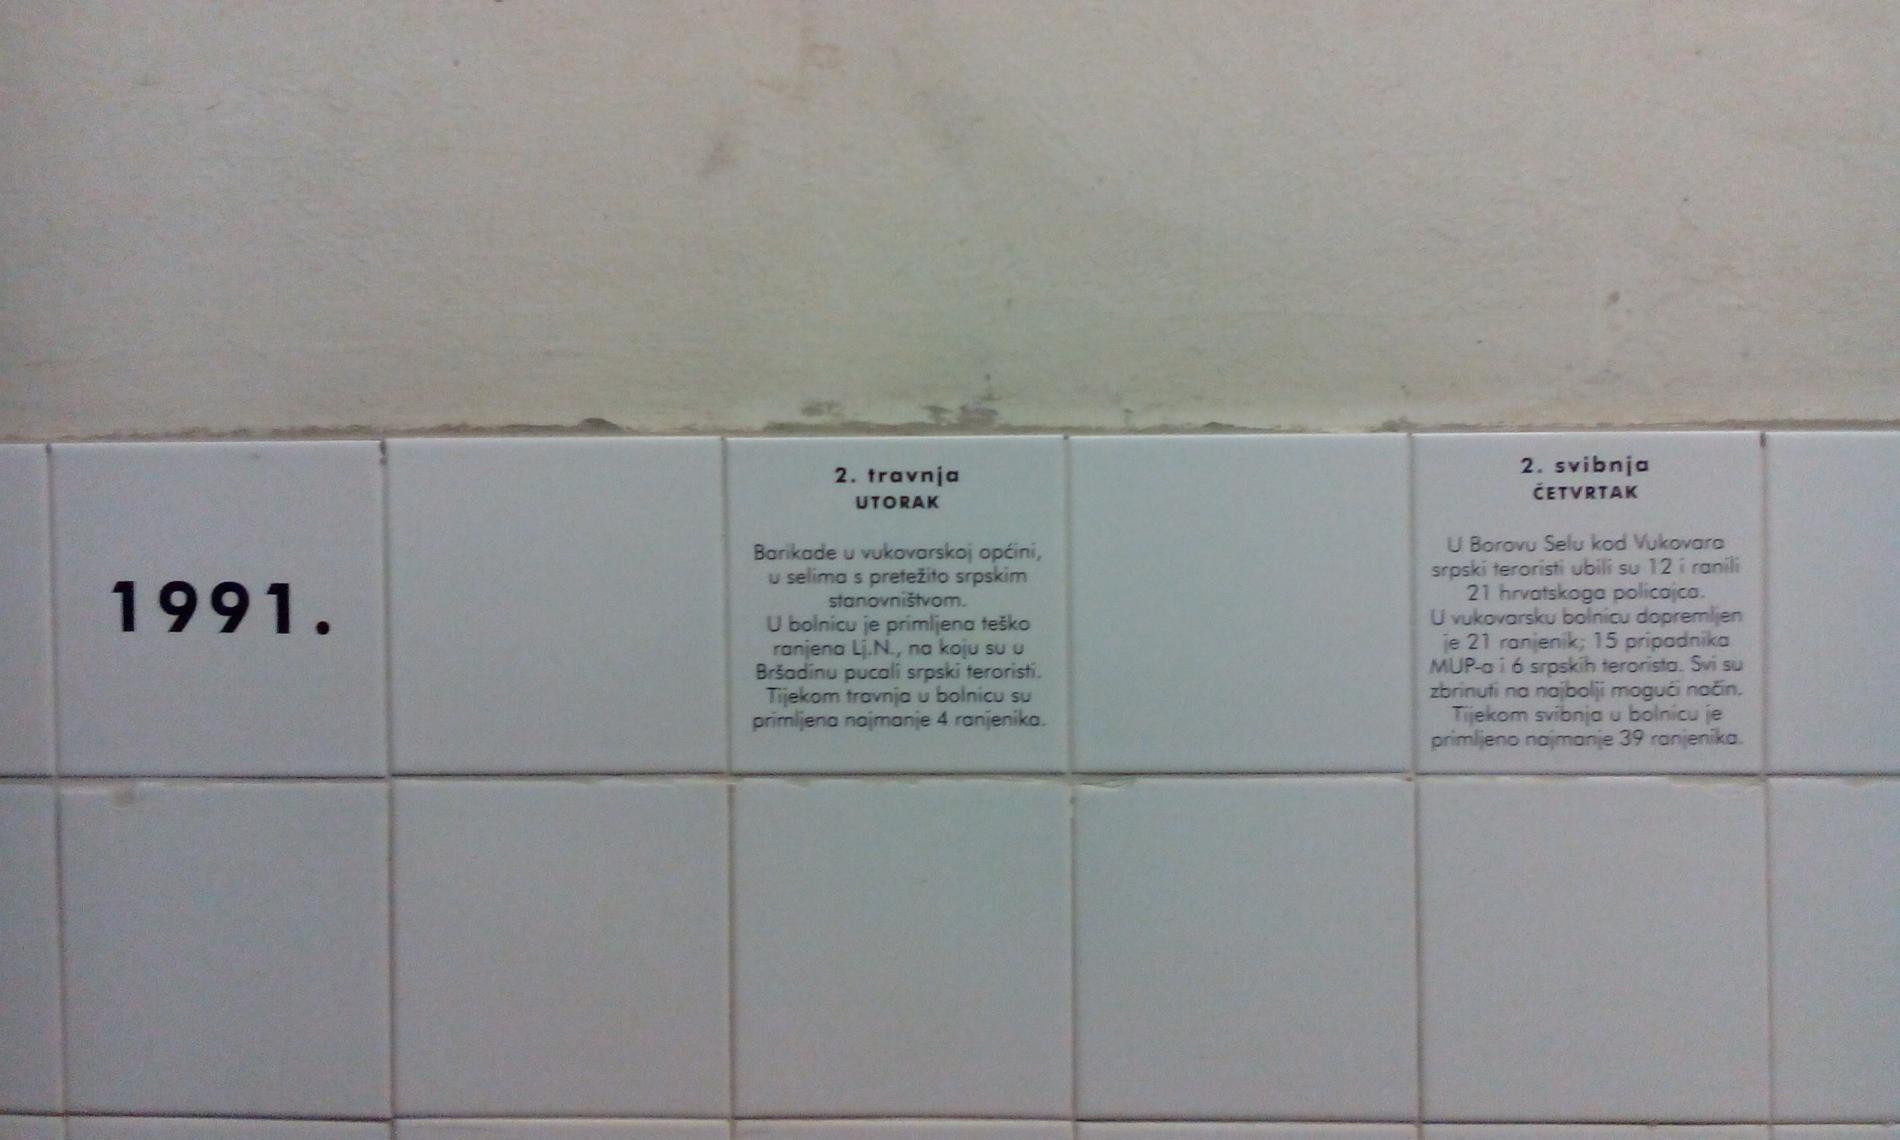 1991.
2. travnja
UTORAK
Barikade u vukovarskoj općini,
u selima s pretežito srpskim
stanovništvom.
U bolnicu je primljena teško
ranjena Lj.N., na koju su u
Bršadinu pucali srpski teroristi.
Tijekom travnja u bolnicu su
primljena najmanje 4 ranjenika.
2. svibnja
ČETVRTAK
U Borovu Selu kod Vukovara
srpski teroristi ubili su 12 i ranili
21 hrvatskoga policajca.
U vukovarsku bolnicu dopremljen
je 21 ranjenik; 15 pripadnika
MUP-a i 6 srpskih terorista. Svi su
zbrinuti na najbolji mogući način.
Tijekom svibnja u bolnicu je
primljeno najmanje 39 ranjenika.